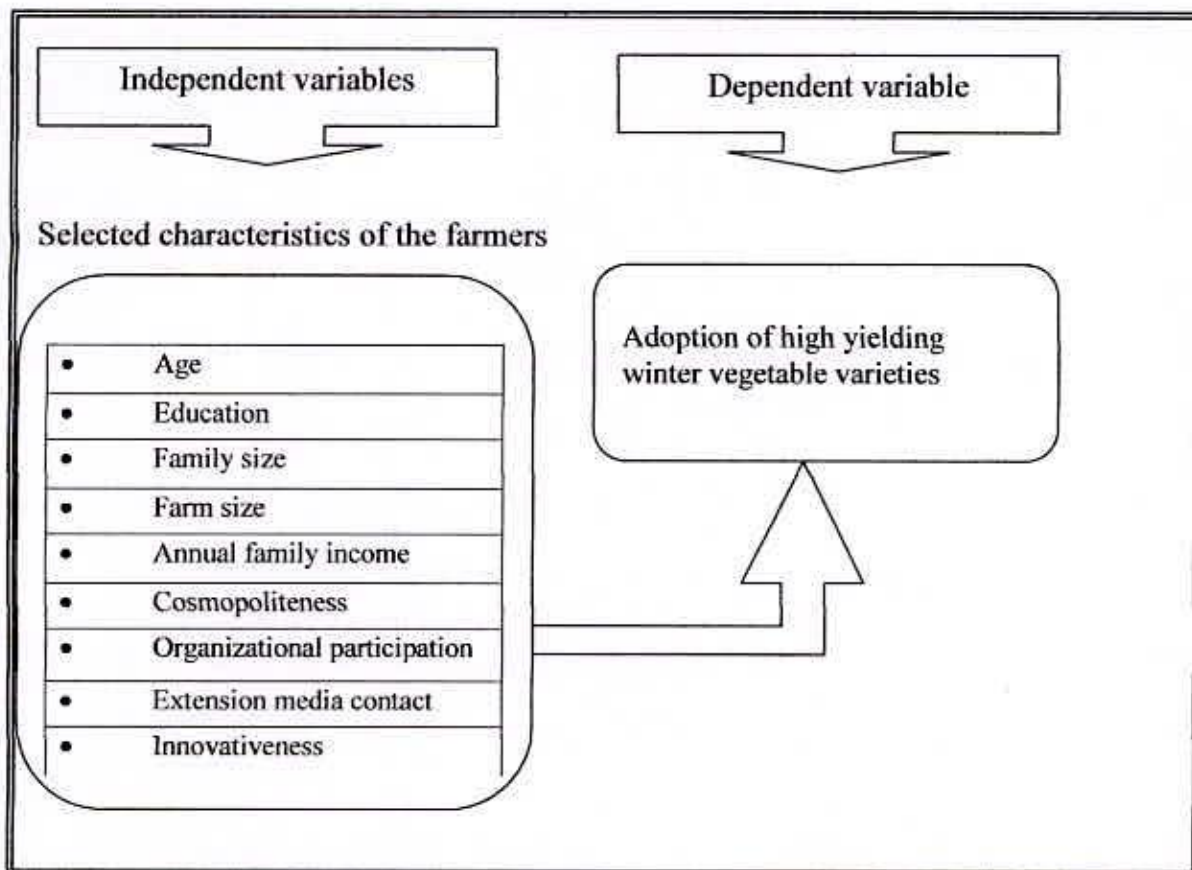 Independent variables
Dependent variable
Selected characteristics of the farmers
• Age
• Education
• Family size
• Farm size
• Annual family income
• Cosmopoliteness
• Organizational participation
• Extension media contact
• Innovativeness
Adoption of high yielding
winter vegetable varieties